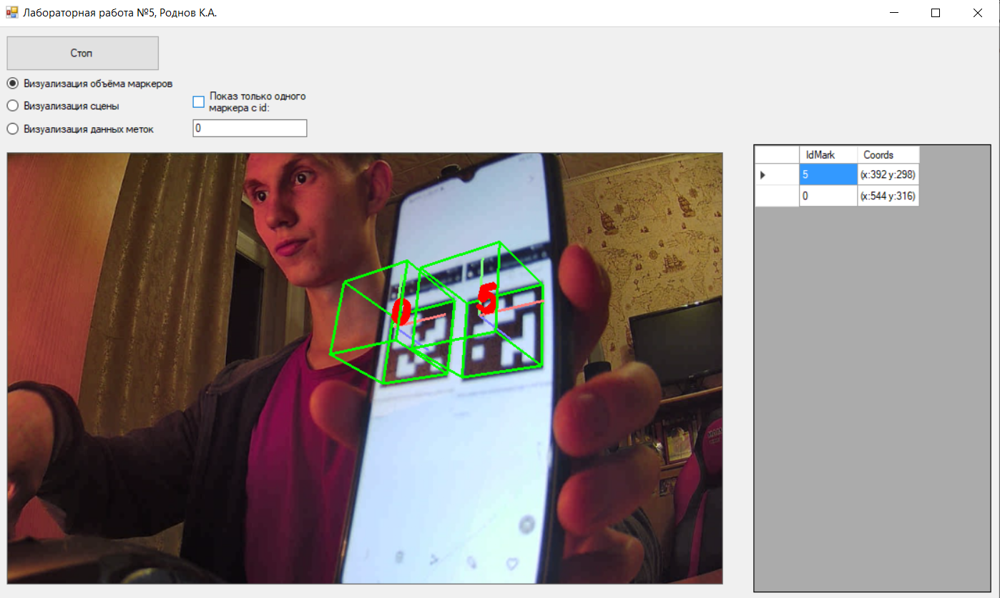 Лабораторная работа №5, Роднов К.А.
Стоп
Визуализация объёма маркеров
Визуализация сцены
Визуализация данных меток
Показ только одного
маркера с id:
0
IdMark Coords
5 (x:392 y:298)
0 (x:544 y:316)
0 5